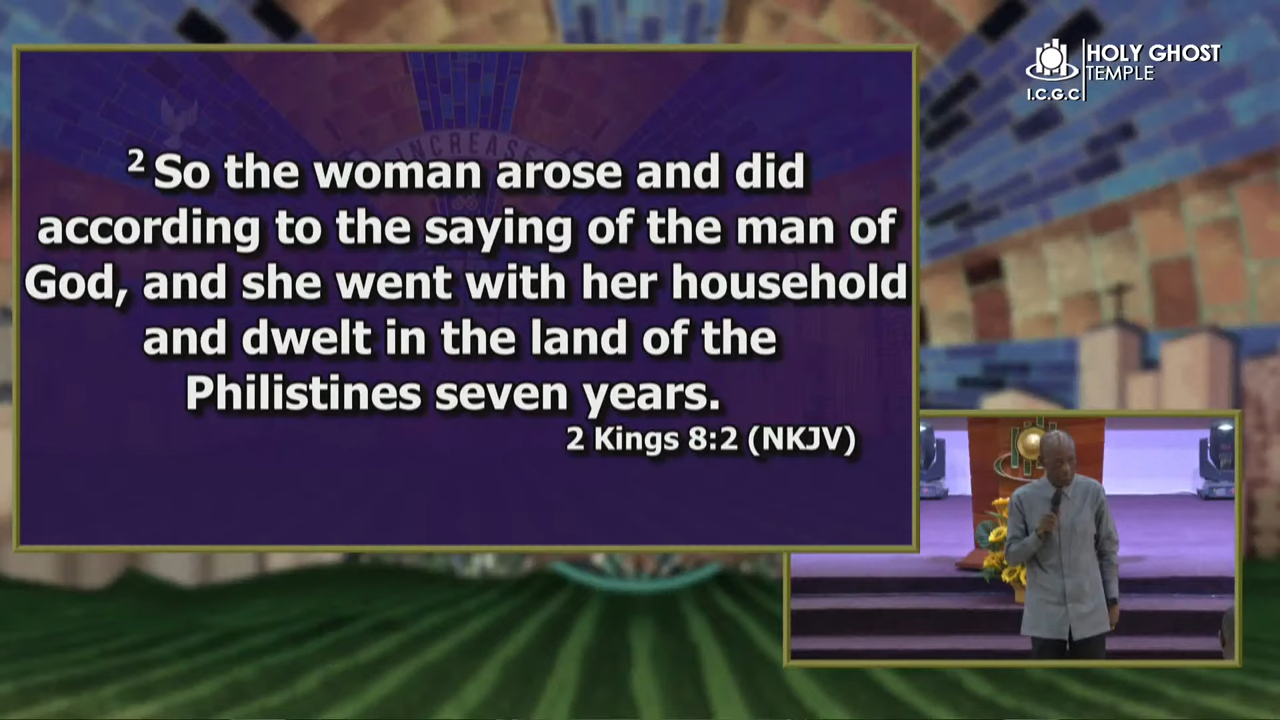 HOLY GHOST
TEMPLE
I.C.G.C
INCREASE
2 So the woman arose and did
according to the saying of the man of
God, and she went with her household
and dwelt in the land of the
Philistines seven years.
2 Kings 8:2 (NKJV)